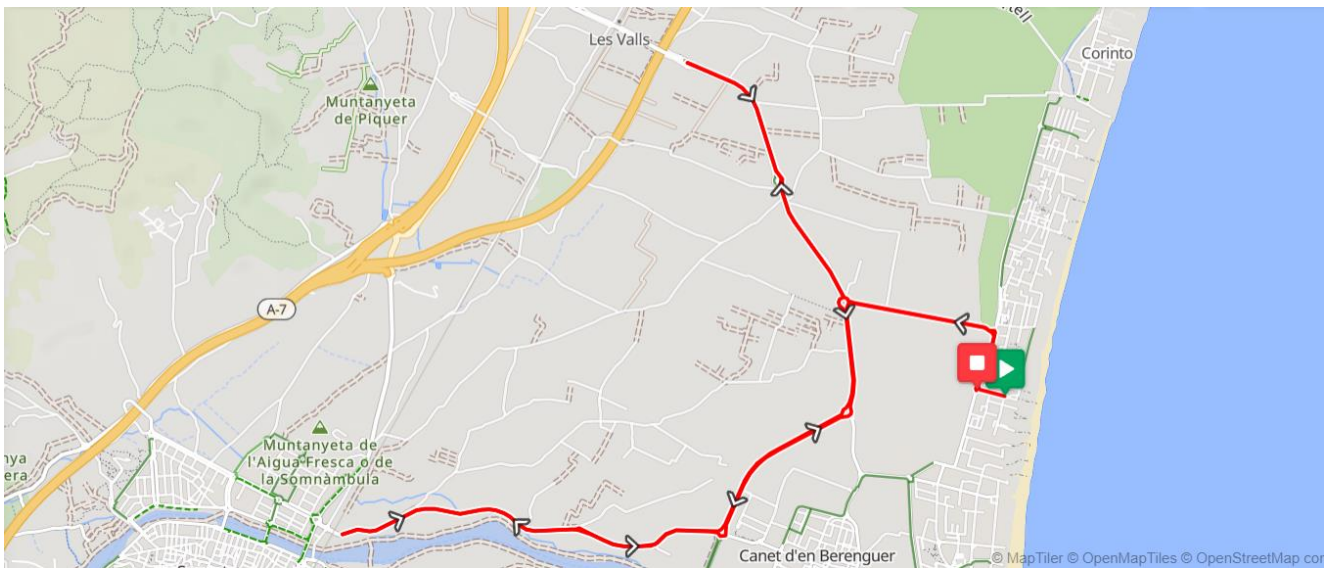 Les Valls
Corinto
Muntanyeta
de Piquer
A-7
Muntanyeta de
l'Aigua Fresca o de
la Somnàmbula
Canet d'en Berenguer
© MapTiler © OpenMapTiles © OpenStreetMap